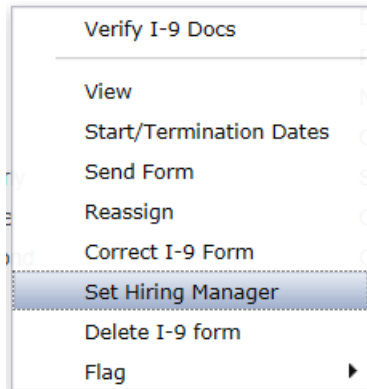 Verify I-9 Docs
View
Start/Termination Dates
Send Form
Reassign
Correct I-9 Form
Set Hiring Manager
Delete I-9 form
Flag